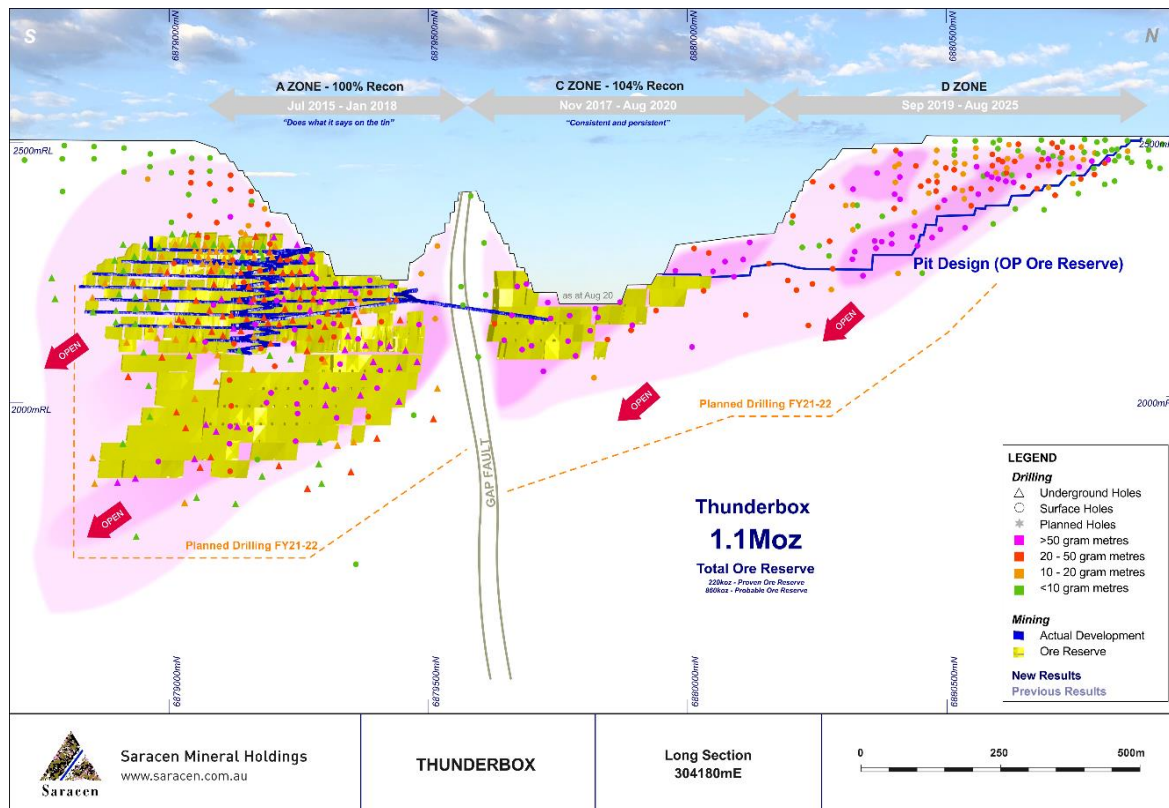 S
N
6879000mN
6879500mN
6880000mN
6880500mN
A ZONE - 100% Recon
C ZONE - 104% Recon
D ZONE
Jul 2015 - Jan 2018
Nov 2017 - Aug 2020
Sep 2019 - Aug 2025
"Does what it says on the tin"
"Consistent and persistent"
2500mRL
2500mRL
Pit Design (OP Ore Reserve)
as at Aug 20
OPEN
OPEN
OPEN
OPEN
2000mRL
2000mRL
Planned Drilling FY21-22
Planned Drilling FY21-22
GAP FAULT
Thunderbox
1.1Moz
Total Ore Reserve
220koz - Proven Ore Reserve
860koz - Probable Ore Reserve
LEGEND
Drilling
Underground Holes
Surface Holes
Planned Holes
>50 gram metres
20 - 50 gram metres
10 - 20 gram metres
<10 gram metres
Mining
Actual Development
Ore Reserve
New Results
Previous Results
6879000mN
6879500mN
6880000mN
6880500mN
Saracen
Saracen Mineral Holdings
www.saracen.com.au
THUNDERBOX
Long Section
304180mE
0 250 500m